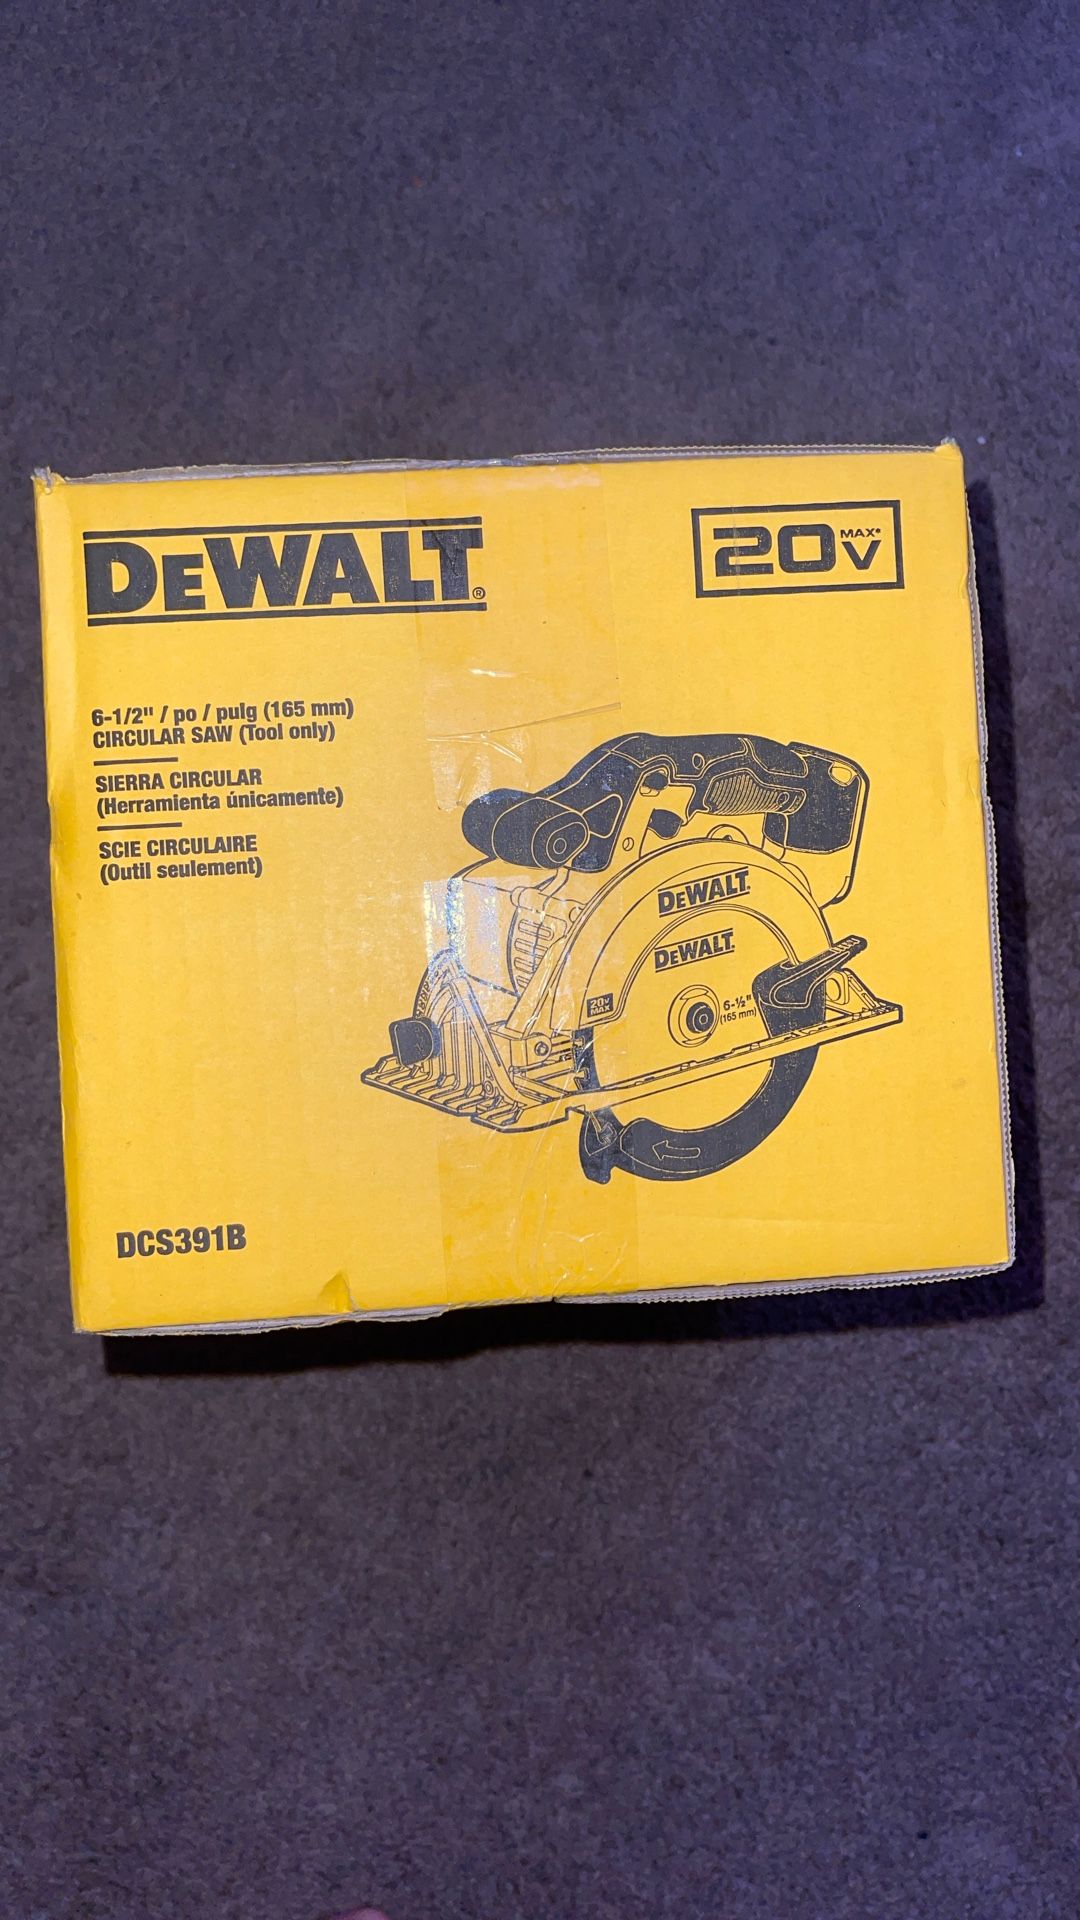 DEWALT®
20V MAX*
6-1/2" / po / pulg (165 mm)
CIRCULAR SAW (Tool only)
SIERRA CIRCULAR
(Herramienta únicamente)
SCIE CIRCULAIRE
(Outil seulement)
DEWALT
DEWALT
20V MAX
6-½"
(165 mm)
DCS391B